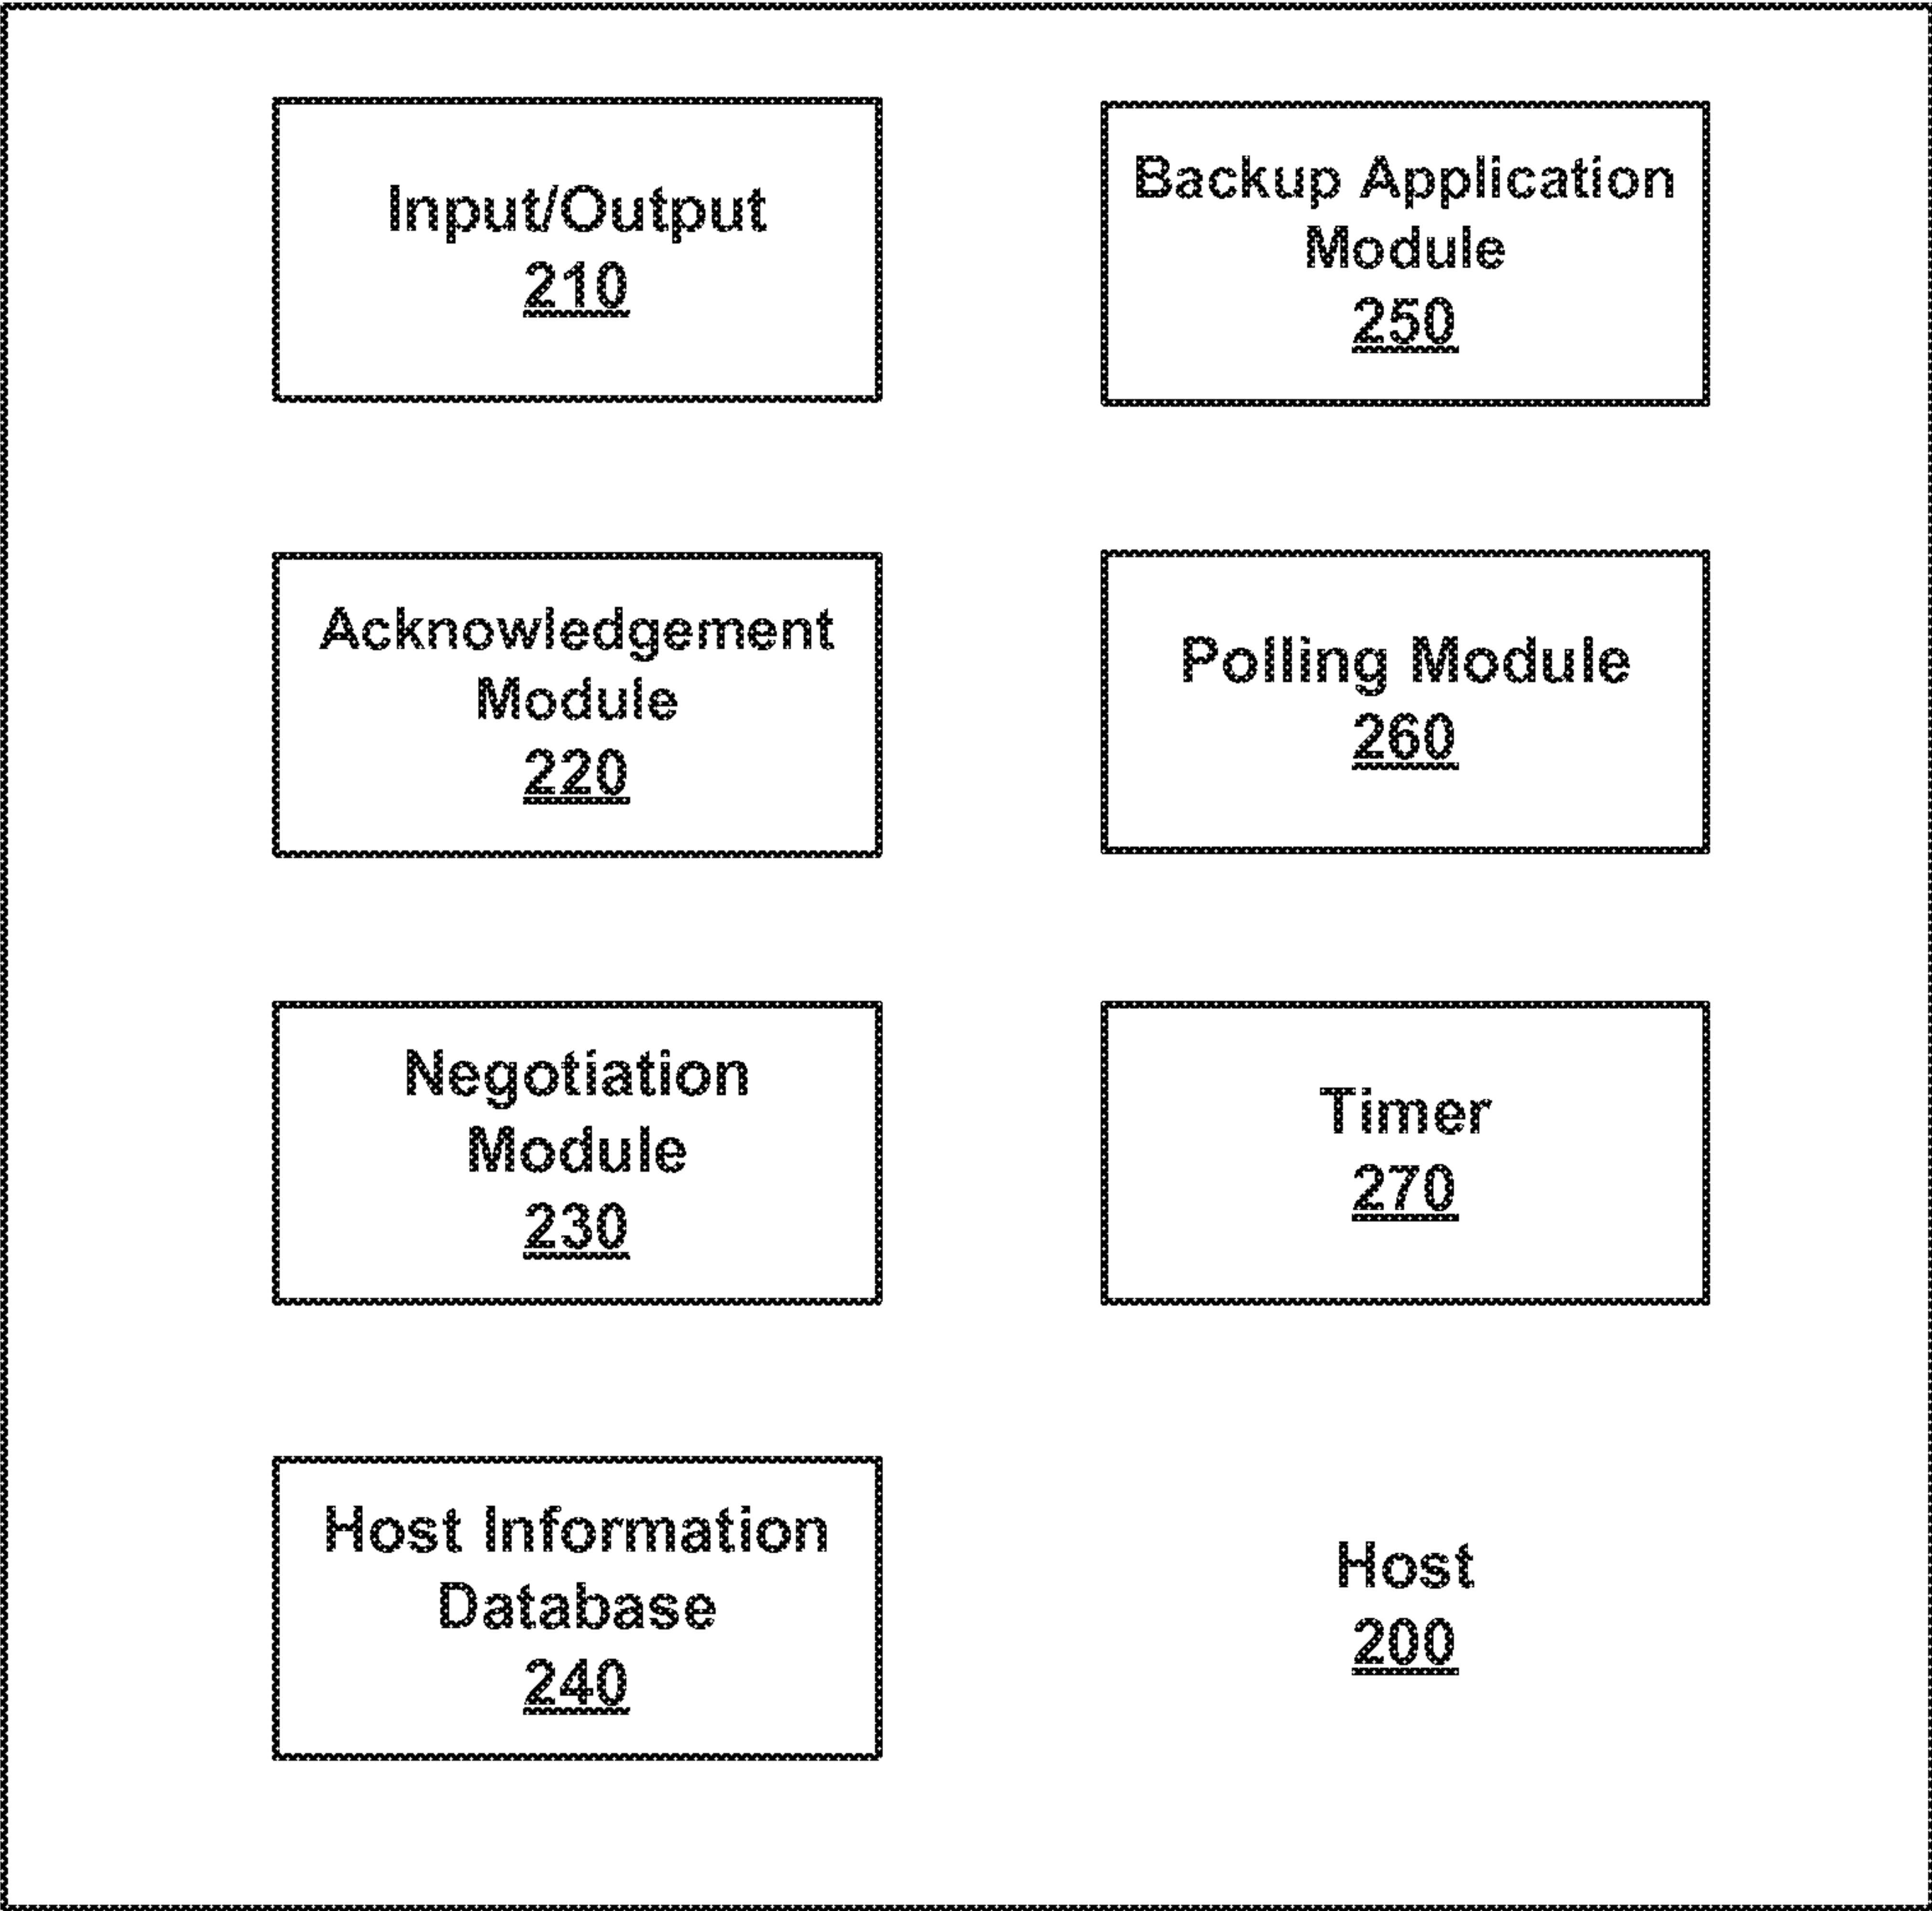 Input/Output
210
Backup Application
Module
250
Acknowledgement
Module
220
Polling Module
260
Negotiation
Module
230
Timer
270
Host Information
Database
240
Host
200